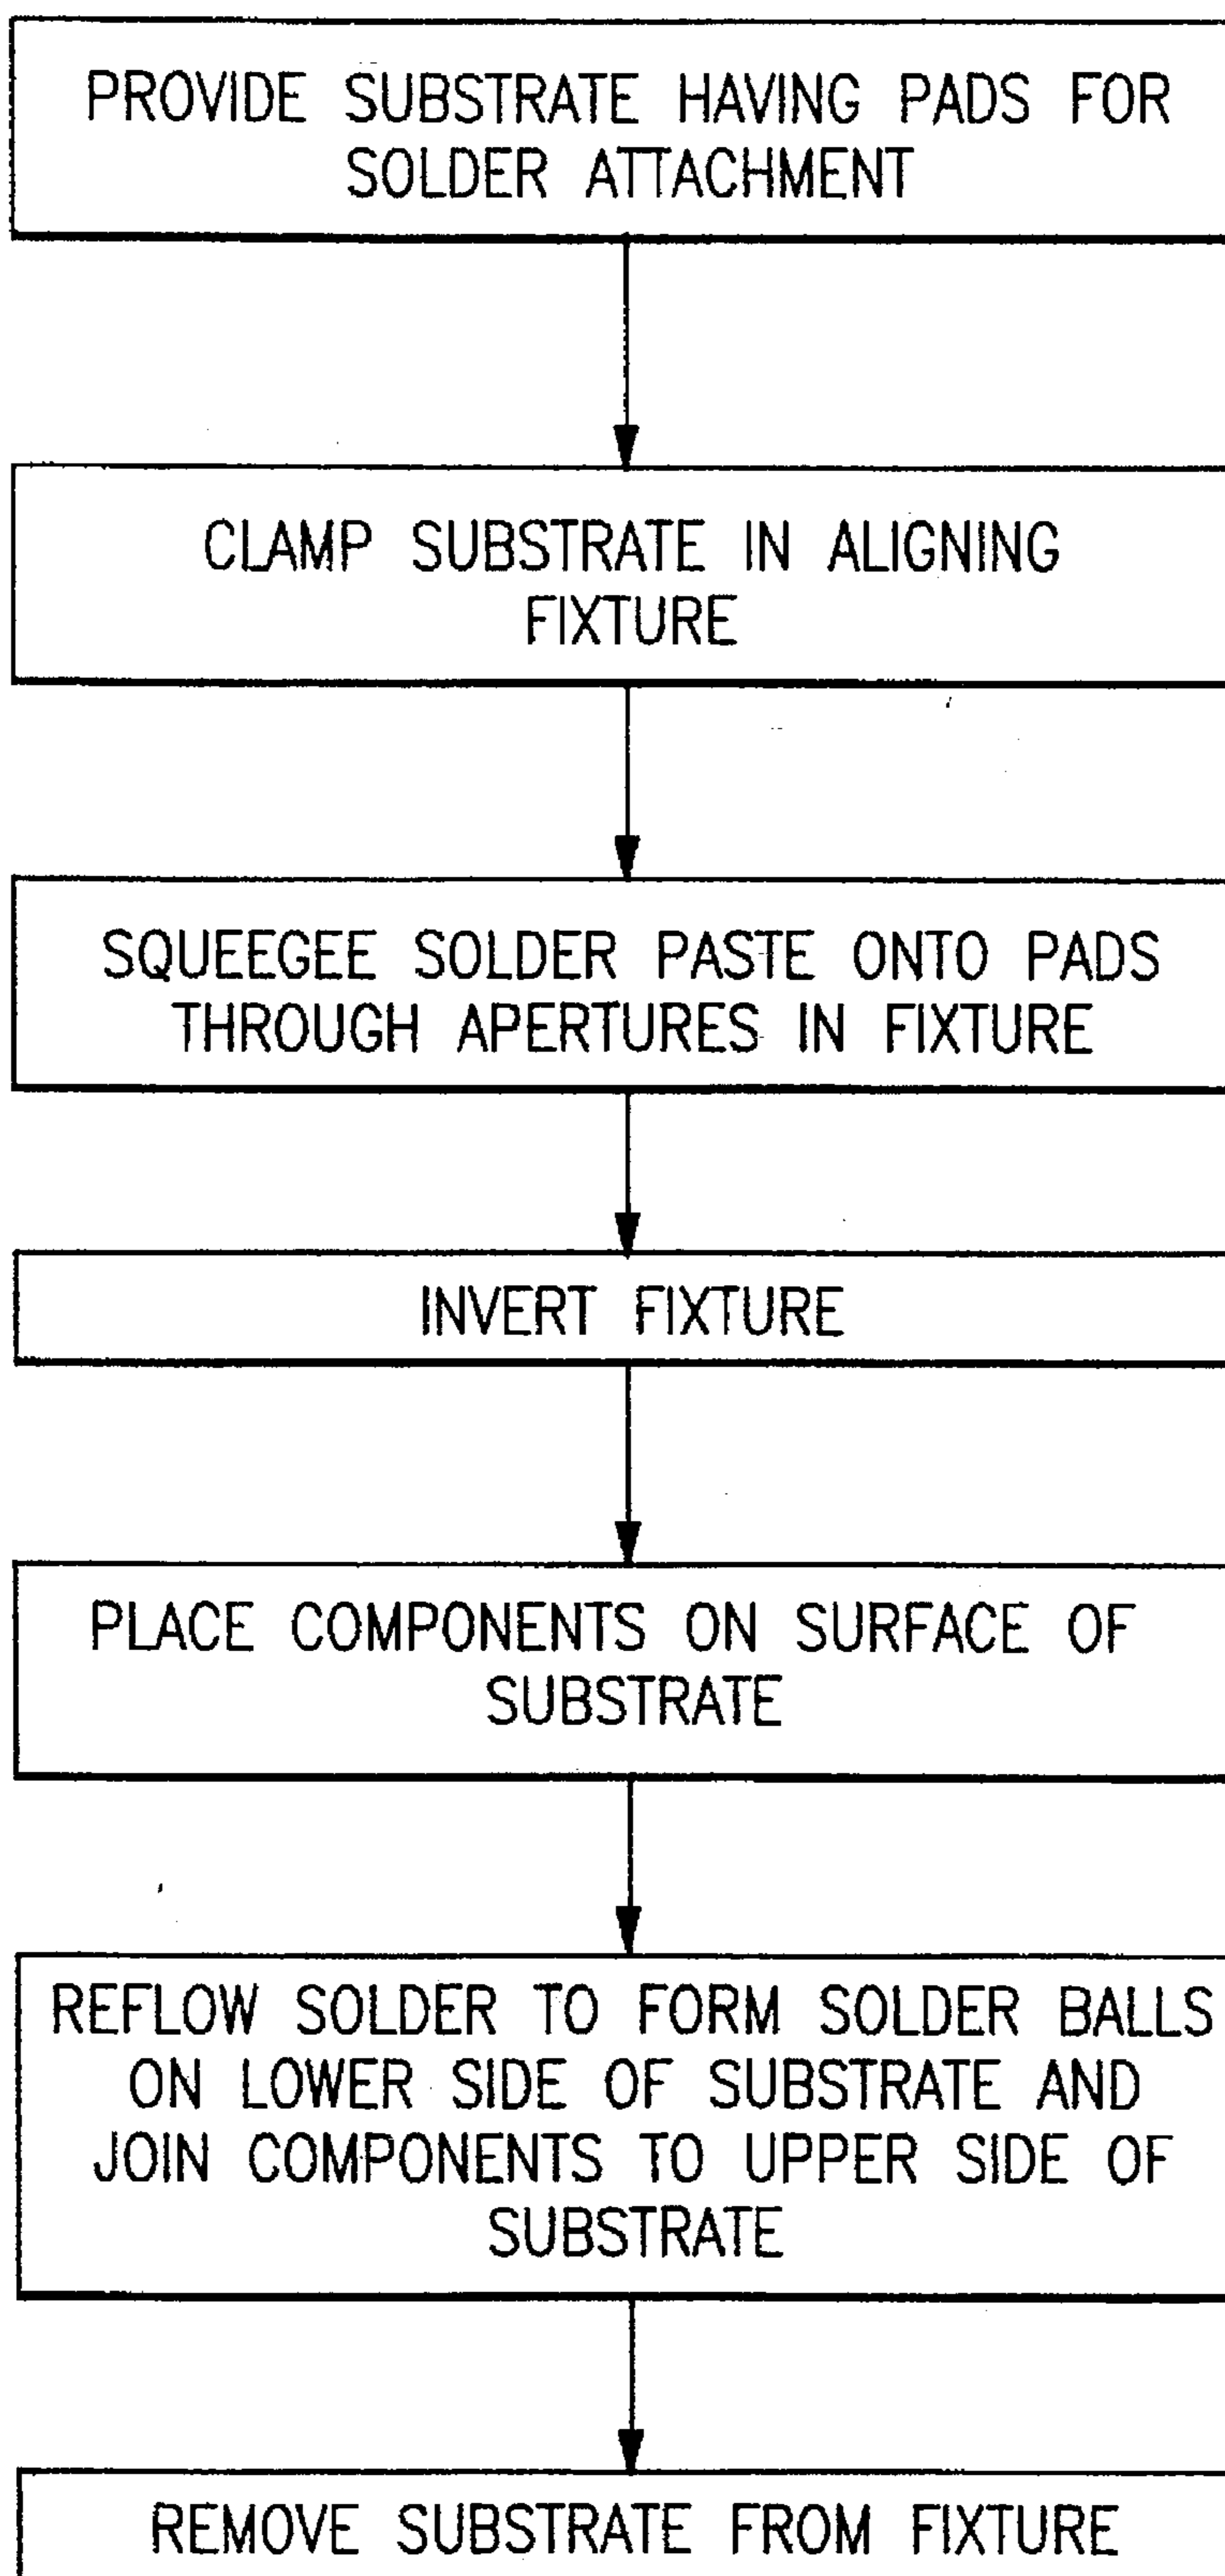 PROVIDE SUBSTRATE HAVING PADS FOR
SOLDER ATTACHMENT
CLAMP SUBSTRATE IN ALIGNING
FIXTURE
SQUEEGEE SOLDER PASTE ONTO PADS
THROUGH APERTURES IN FIXTURE
INVERT FIXTURE
PLACE COMPONENTS ON SURFACE OF
SUBSTRATE
REFLOW SOLDER TO FORM SOLDER BALLS
ON LOWER SIDE OF SUBSTRATE AND
JOIN COMPONENTS TO UPPER SIDE OF
SUBSTRATE
REMOVE SUBSTRATE FROM FIXTURE